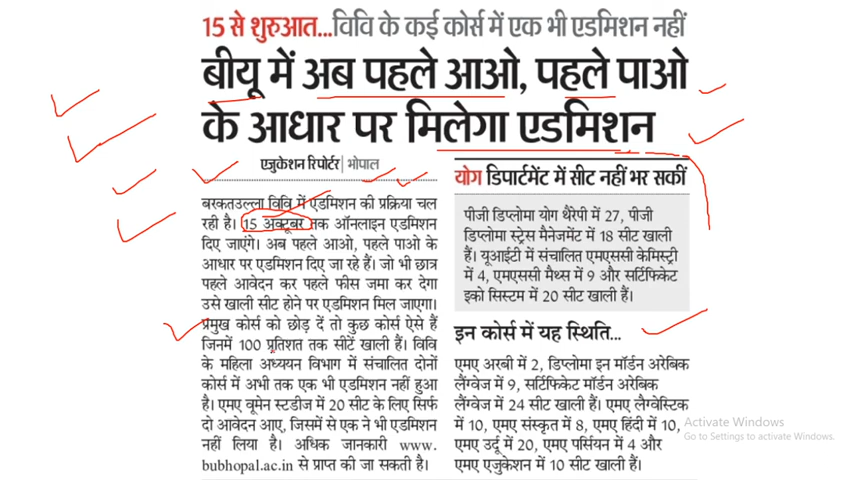 15 से शुरुआत...विवि के कई कोर्स में एक भी एडमिशन नहीं
बीयू में अब पहले आओ, पहले पाओ
के आधार पर मिलेगा एडमिशन
एजुकेशन रिपोर्टर | भोपाल
बरकतउल्ला विवि में एडमिशन की प्रक्रिया चल
रही है। 15 अक्टूबर तक ऑनलाइन एडमिशन
दिए जाएंगे। अब पहले आओ, पहले पाओ के
आधार पर एडमिशन दिए जा रहे हैं। जो भी छात्र
पहले आवेदन कर पहले फीस जमा कर देगा
उसे खाली सीट होने पर एडमिशन मिल जाएगा।
प्रमुख कोर्स को छोड़ दें तो कुछ कोर्स ऐसे हैं
जिनमें 100 प्रतिशत तक सीटें खाली हैं। विवि
के महिला अध्ययन विभाग में संचालित दोनों
कोर्स में अभी तक एक भी एडमिशन नहीं हुआ
है। एमए वूमेन स्टडीज में 20 सीट के लिए सिर्फ
दो आवेदन आए, जिसमें से एक ने भी एडमिशन
नहीं लिया है। अधिक जानकारी www.
bubhopal.ac.in से प्राप्त की जा सकती है।
योग डिपार्टमेंट में सीट नहीं भर सकीं
पीजी डिप्लोमा योग थैरेपी में 27, पीजी
डिप्लोमा स्ट्रेस मैनेजमेंट में 18 सीट खाली
हैं। यूआईटी में संचालित एमएससी केमिस्ट्री
में 4, एमएससी मैथ्स में 9 और सर्टिफिकेट
इको सिस्टम में 20 सीट खाली हैं।
इन कोर्स में यह स्थिति...
एमए अरबी में 2, डिप्लोमा इन मॉर्डन अरेबिक
लैंग्वेज में 9, सर्टिफिकेट मॉर्डन अरेबिक
लैंग्वेज में 24 सीट खाली हैं। एमए लैंग्वेस्टिक
में 10, एमए संस्कृत में 8, एमए हिंदी में 10,
एमए उर्दू में 20, एमए पर्सियन में 4 और
एमए एजुकेशन में 10 सीट खाली हैं।
Activate Windows
Go to Settings to activate Windows.